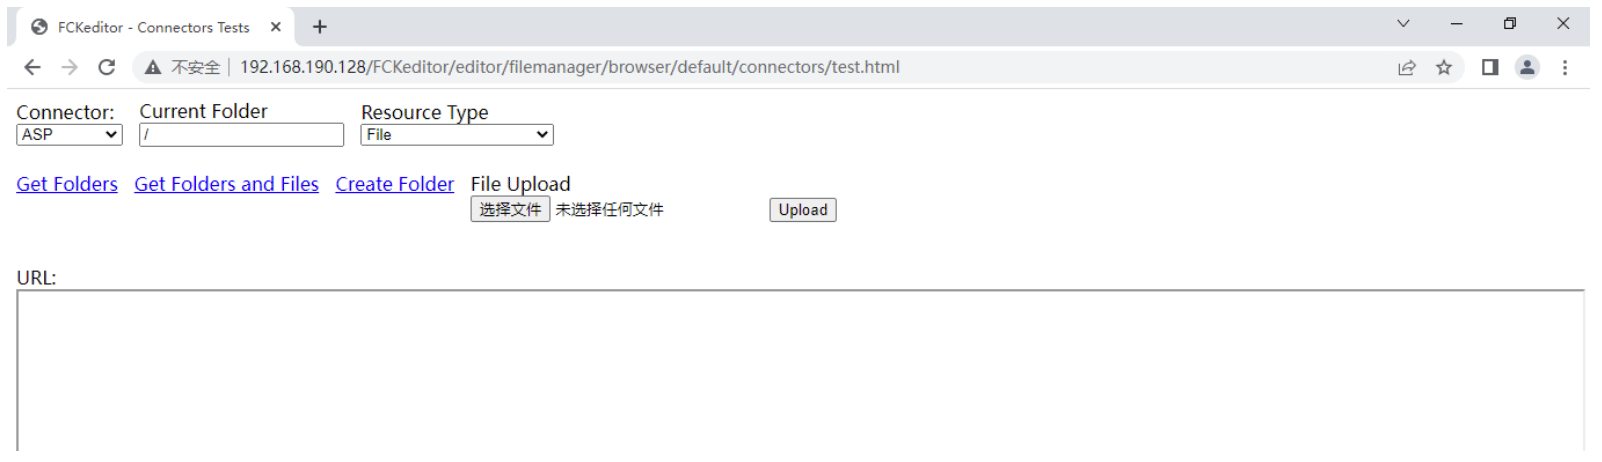 FCKeditor - Connectors Tests
不安全 192.168.190.128/FCKeditor/editor/filemanager/browser/default/connectors/test.html
Connector: Current Folder Resource Type
ASP / File
Get Folders Get Folders and Files Create Folder File Upload
选择文件 未选择任何文件 Upload
URL: